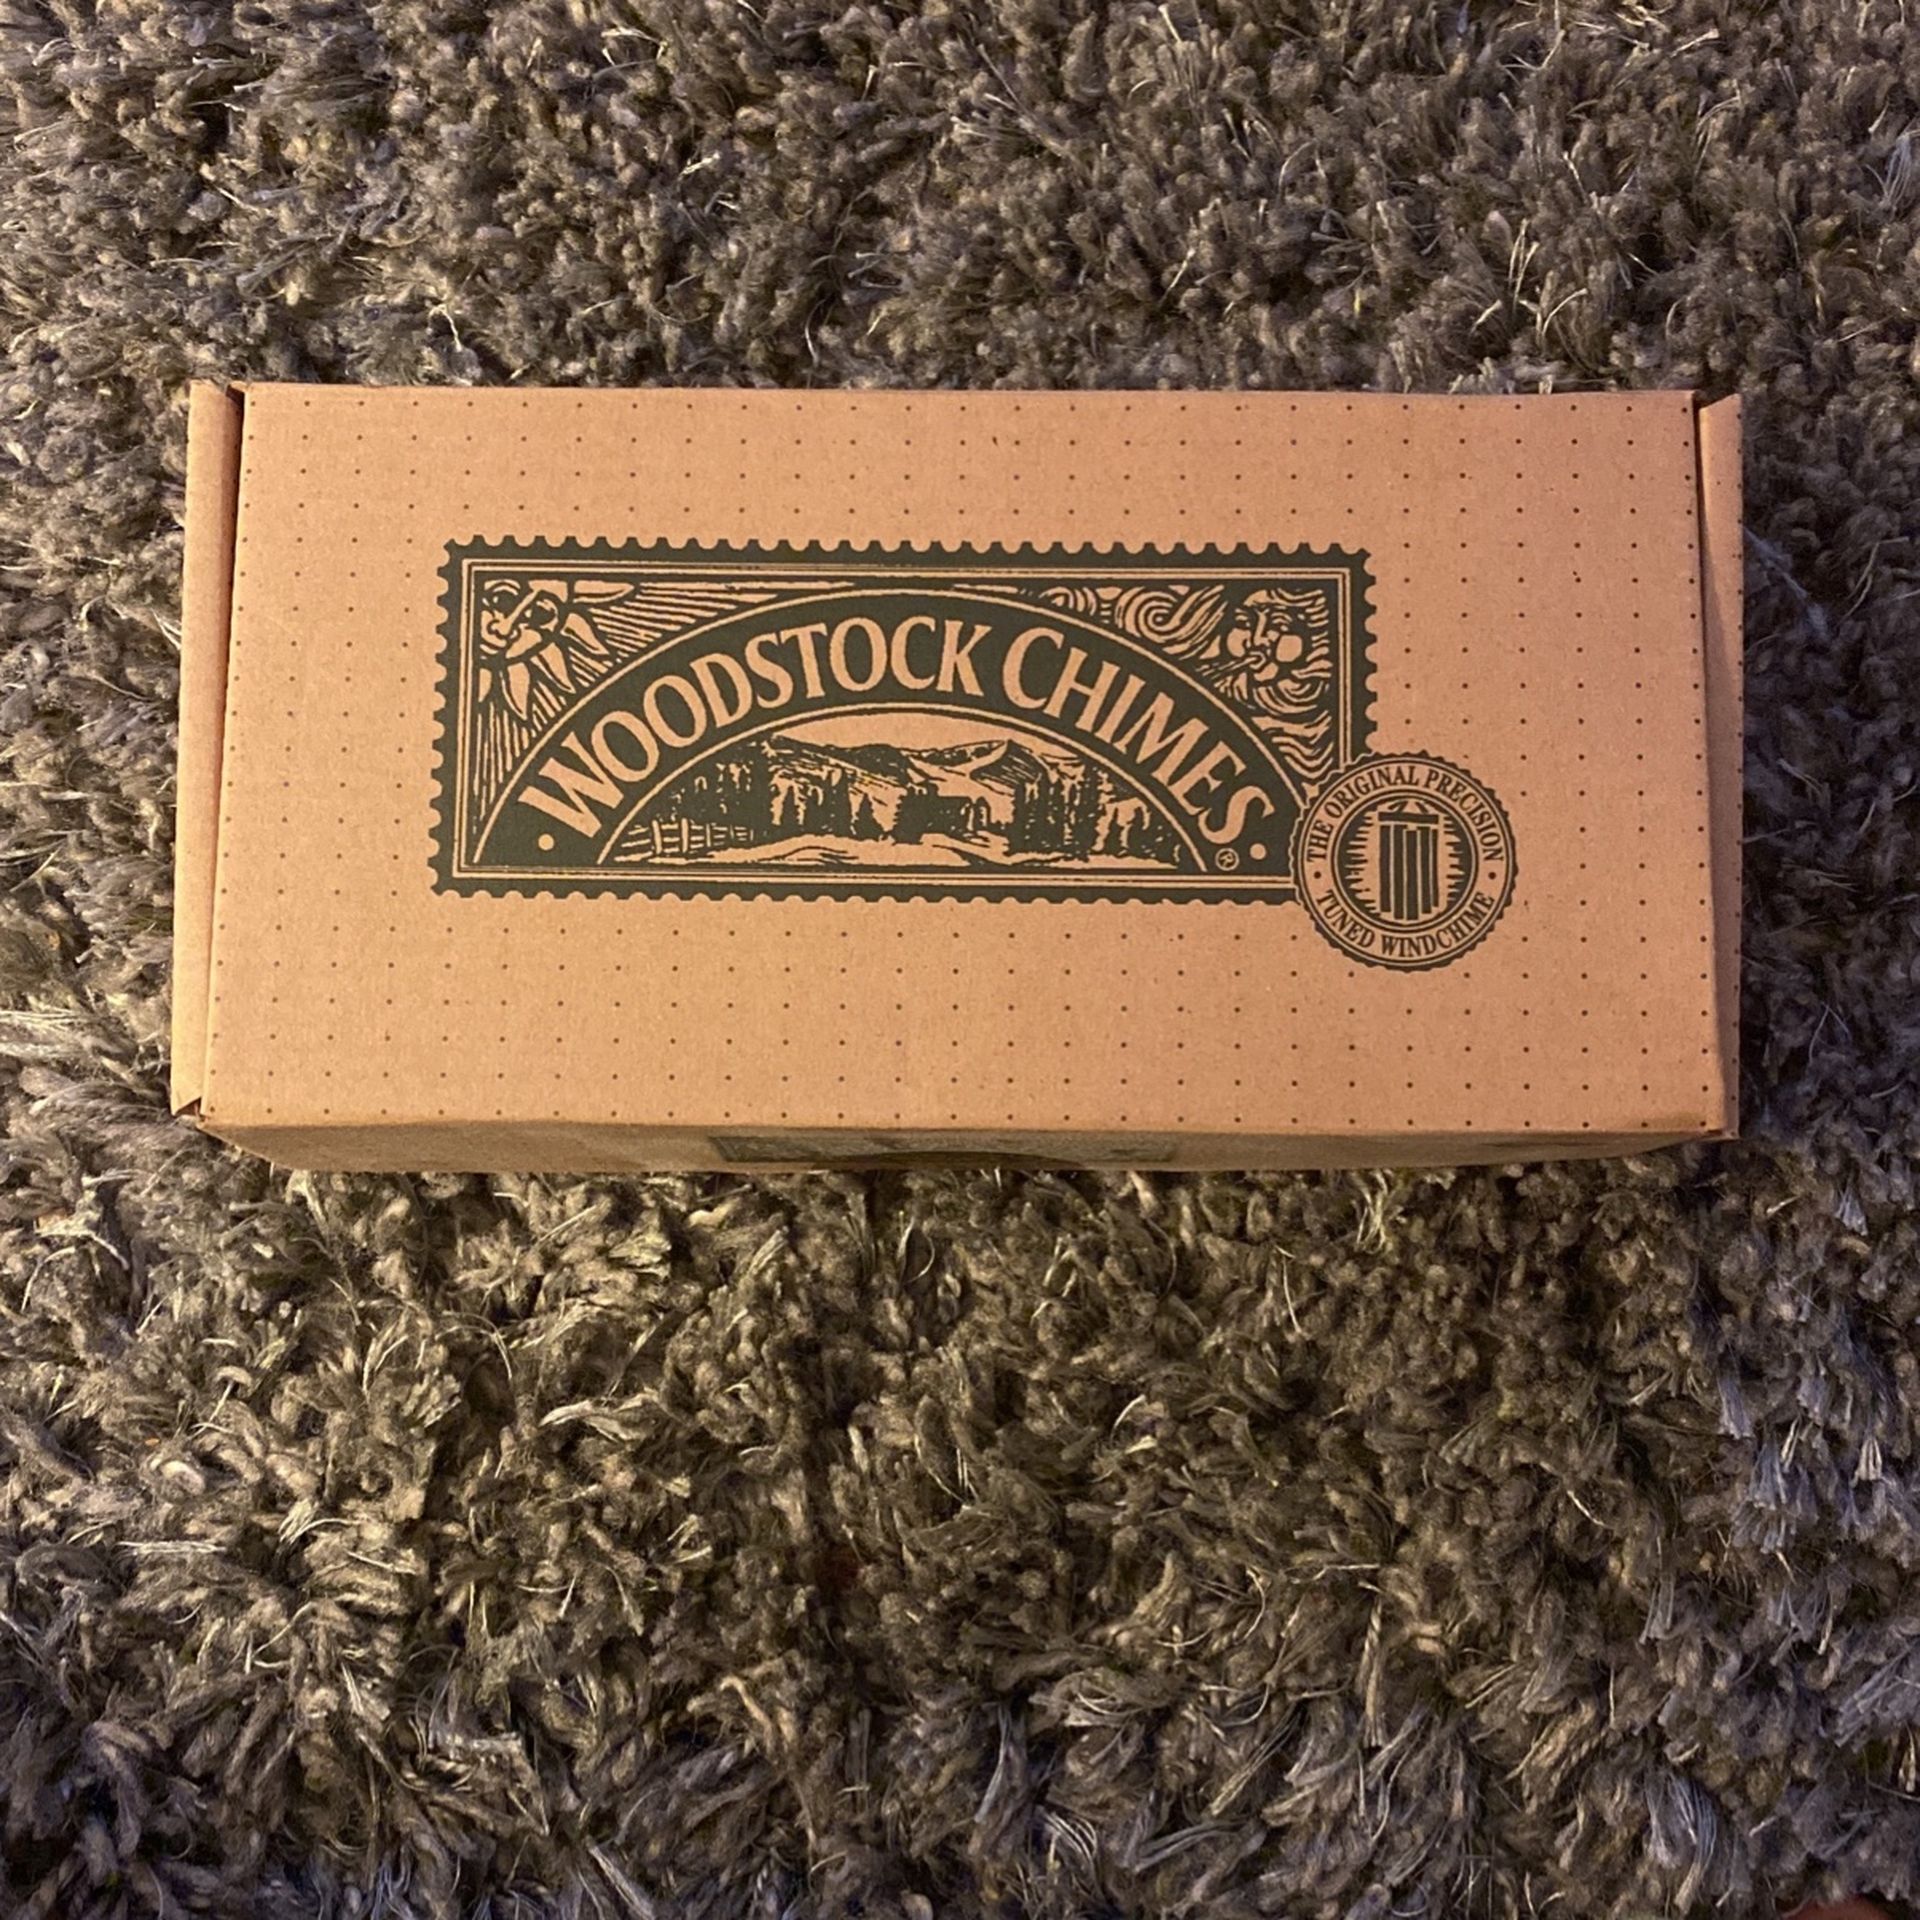 WOODSTOCK CHIMES
®
THE ORIGINAL PRECISION
• TUNED WINDCHIME •